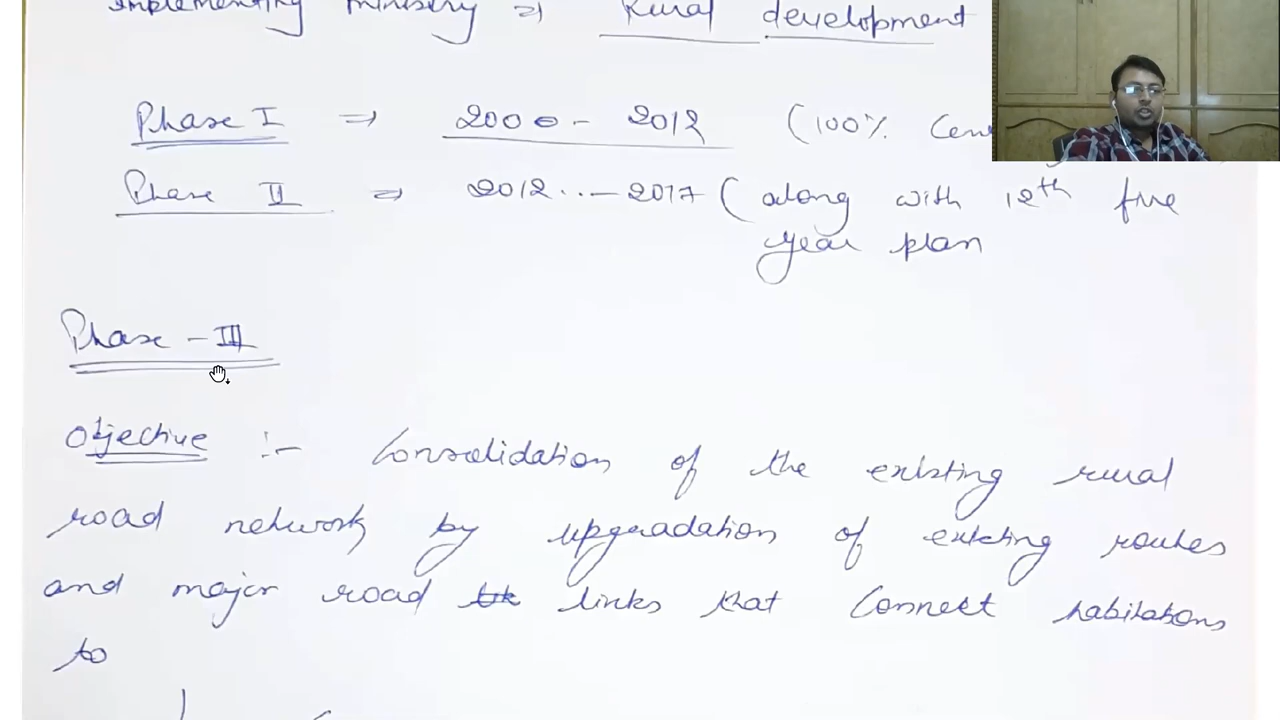 implementing ministry ⇒ Rural development
Phase I ⇒ 2000 - 2012 (100% Cen
Phase II ⇒ 2012 .. - 2017 (along with 12th five
year plan
Phase - III
Objective :- Consolidation of the existing rural
road network by upgradation of existing routes
and major road links that connect habitations
to